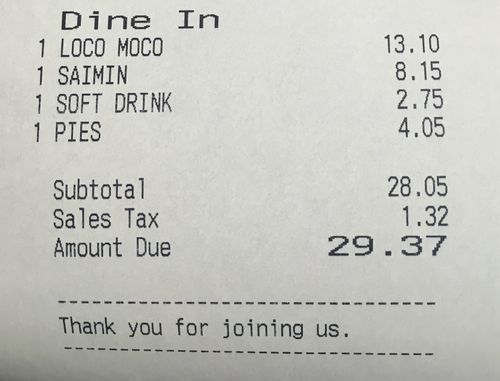 Dine In
1 LOCO MOCO 13.10
1 SAIMIN 8.15
1 SOFT DRINK 2.75
1 PIES 4.05
Subtotal 28.05
Sales Tax 1.32
Amount Due 29.37
Thank you for joining us.